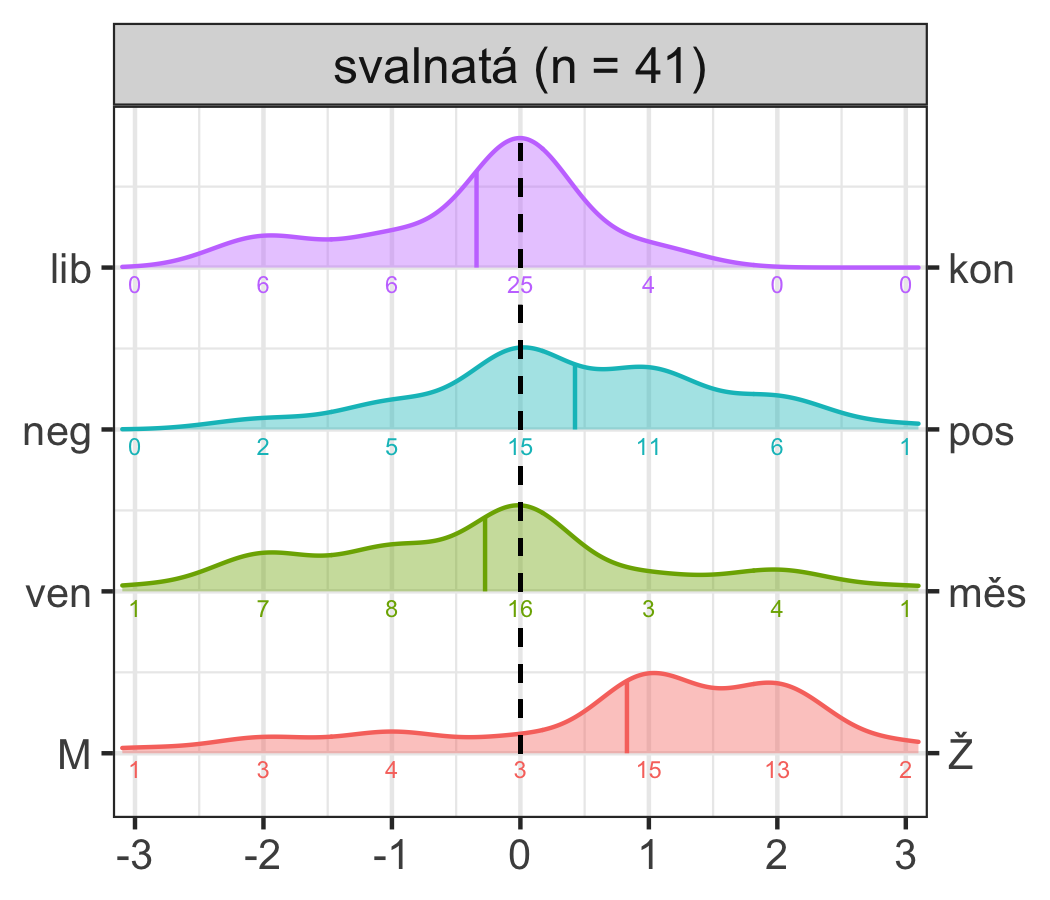 svalnatá (n = 41)
lib kon
0 6 6 25 4 0 0
neg pos
0 2 5 15 11 6 1
ven měs
1 7 8 16 3 4 1
M Ž
1 3 4 3 15 13 2
-3 -2 -1 0 1 2 3